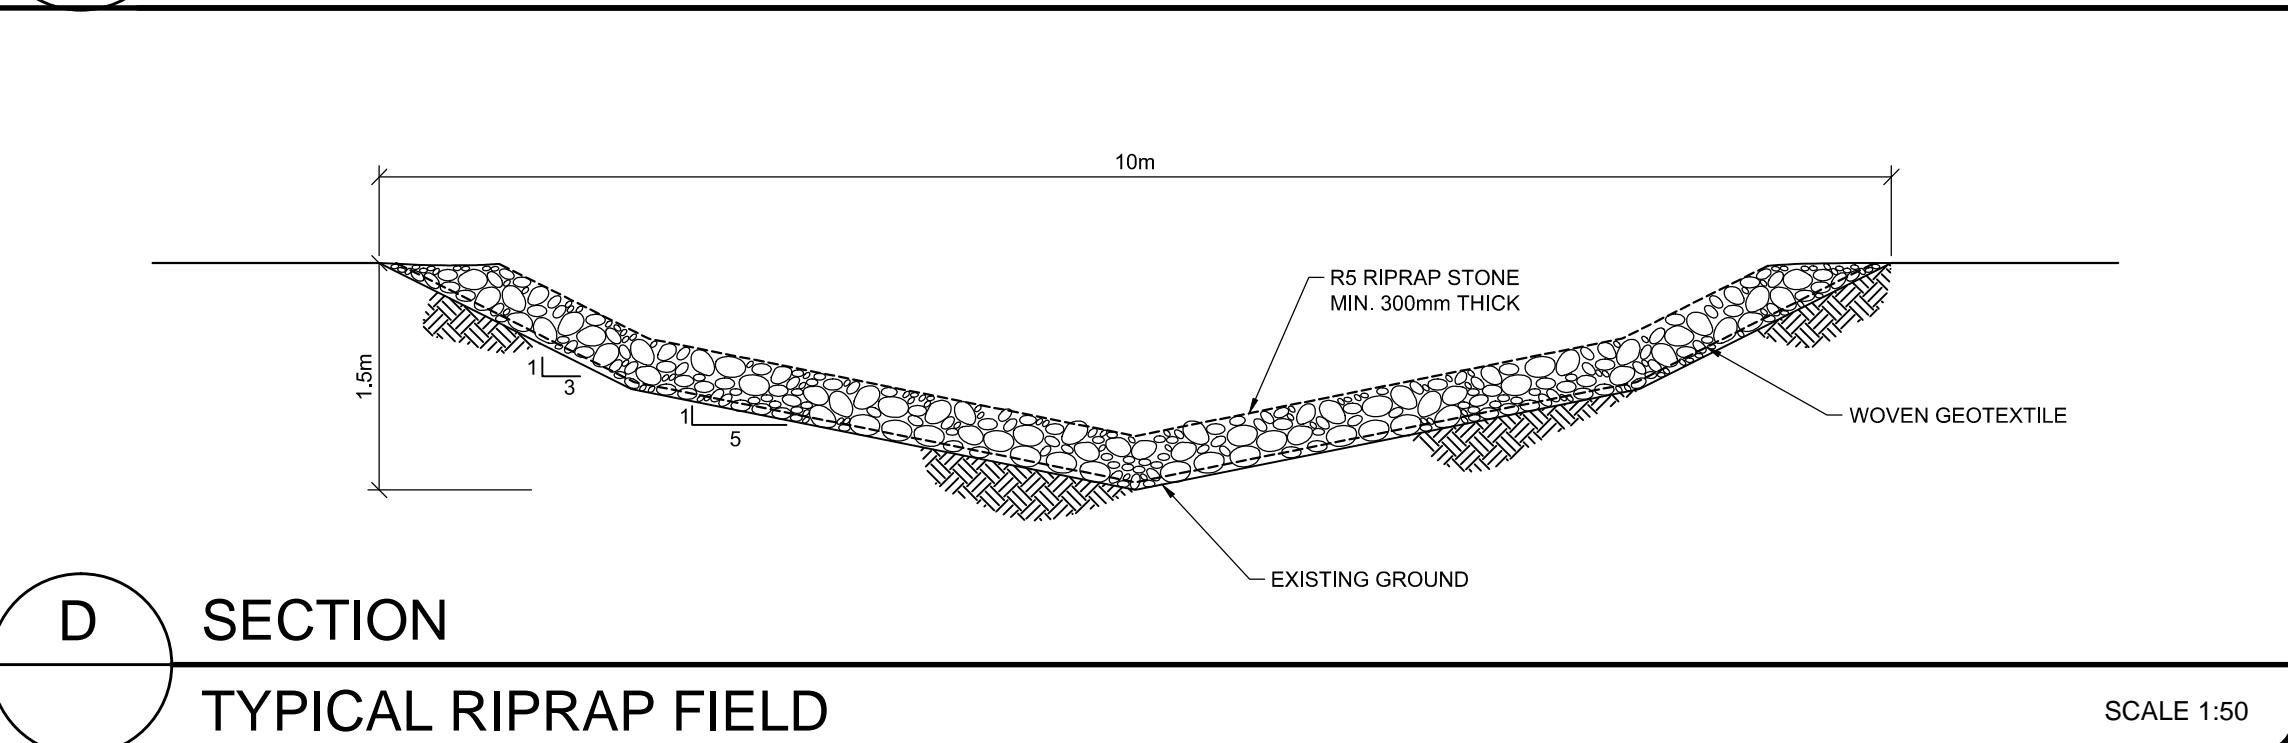 10m
R5 RIPRAP STONE
MIN. 300mm THICK
1.5m
1
3
1
5
WOVEN GEOTEXTILE
EXISTING GROUND
D
SECTION
TYPICAL RIPRAP FIELD
SCALE 1:50